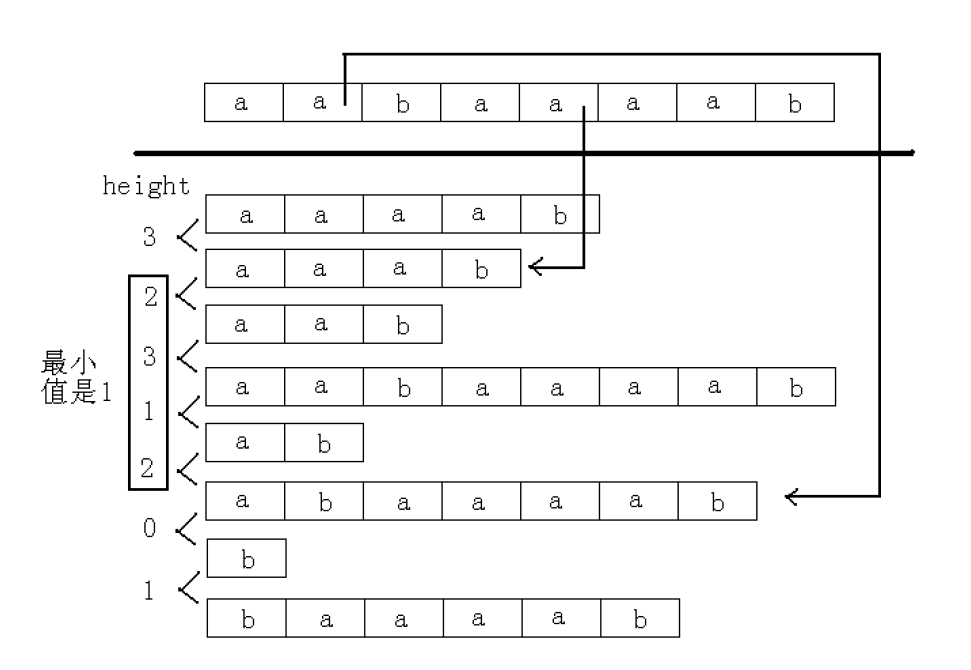 a a b a a a a b
height
a a a a b
3
a a a b
2
a a b
最小
值是1
3
a a b a a a a b
1
a b
2
a b a a a a b
0
b
1
b a a a a b